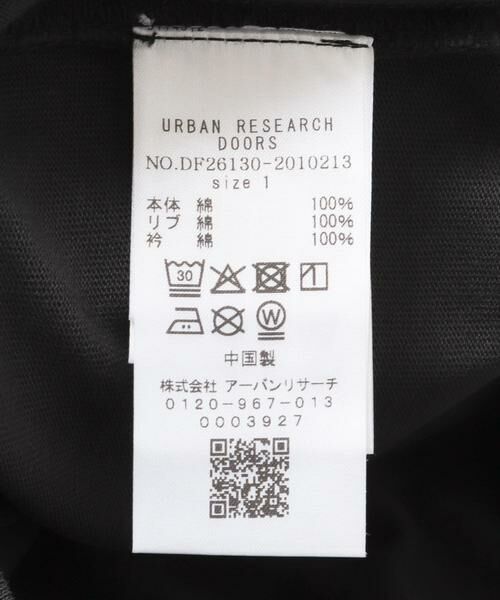 URBAN RESEARCH
DOORS
NO.DF26130-2010213
size 1
本体 綿 100%
リブ 綿 100%
衿 綿 100%
30
W
中国製
株式会社 アーバンリサーチ
0120-967-013
0003927